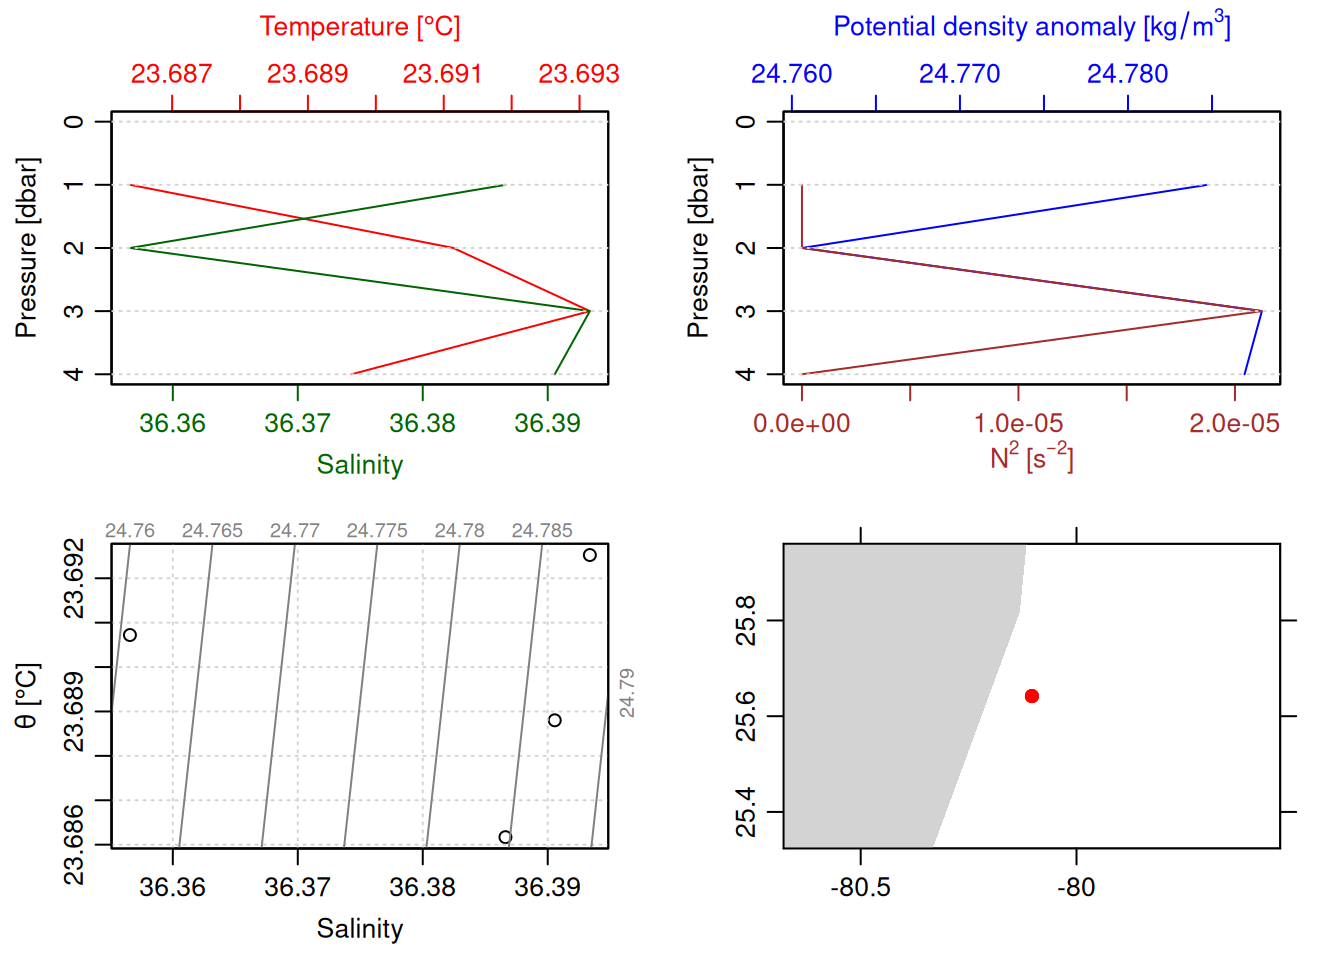 Temperature [°C]
23.687 23.689 23.691 23.693
0
1
2
3
4
Pressure [dbar]
36.36 36.37 36.38 36.39
Salinity
Potential density anomaly [kg/m³]
24.760 24.770 24.780
0
1
2
3
4
Pressure [dbar]
0.0e+00 1.0e-05 2.0e-05
N² [s⁻²]
24.76 24.765 24.77 24.775 24.78 24.785
24.79
23.692
23.689
23.686
θ [°C]
36.36 36.37 36.38 36.39
Salinity
25.8
25.6
25.4
-80.5 -80